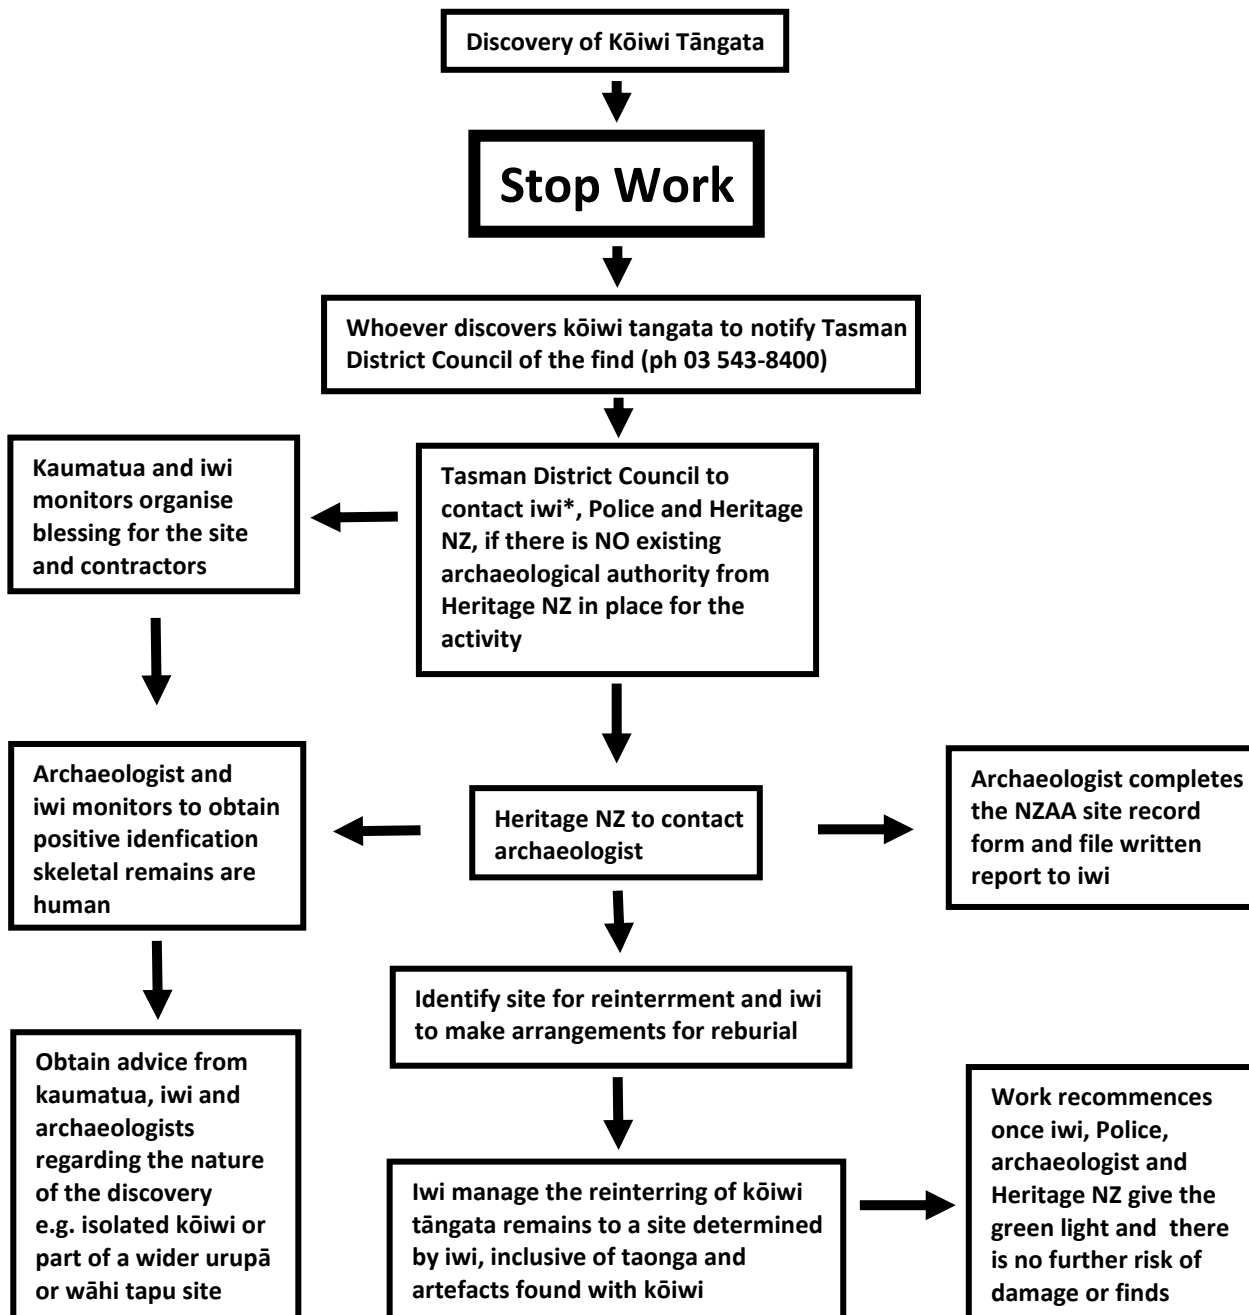 Discovery of Kōiwi Tāngata
Stop Work
Whoever discovers kōiwi tangata to notify Tasman
District Council of the find (ph 03 543-8400)
Kaumatua and iwi
monitors organise
blessing for the site
and contractors
Tasman District Council to
contact iwi*, Police and Heritage
NZ, if there is NO existing
archaeological authority from
Heritage NZ in place for the
activity
Archaeologist and
iwi monitors to obtain
positive idenfication
skeletal remains are
human
Heritage NZ to contact
archaeologist
Archaeologist completes
the NZAA site record
form and file written
report to iwi
Identify site for reinterrment and iwi
to make arrangements for reburial
Obtain advice from
kaumatua, iwi and
archaeologists
regarding the nature
of the discovery
e.g. isolated kōiwi or
part of a wider urupā
or wāhi tapu site
Iwi manage the reinterring of kōiwi
tāngata remains to a site determined
by iwi, inclusive of taonga and
artefacts found with kōiwi
Work recommences
once iwi, Police,
archaeologist and
Heritage NZ give the
green light and there
is no further risk of
damage or finds